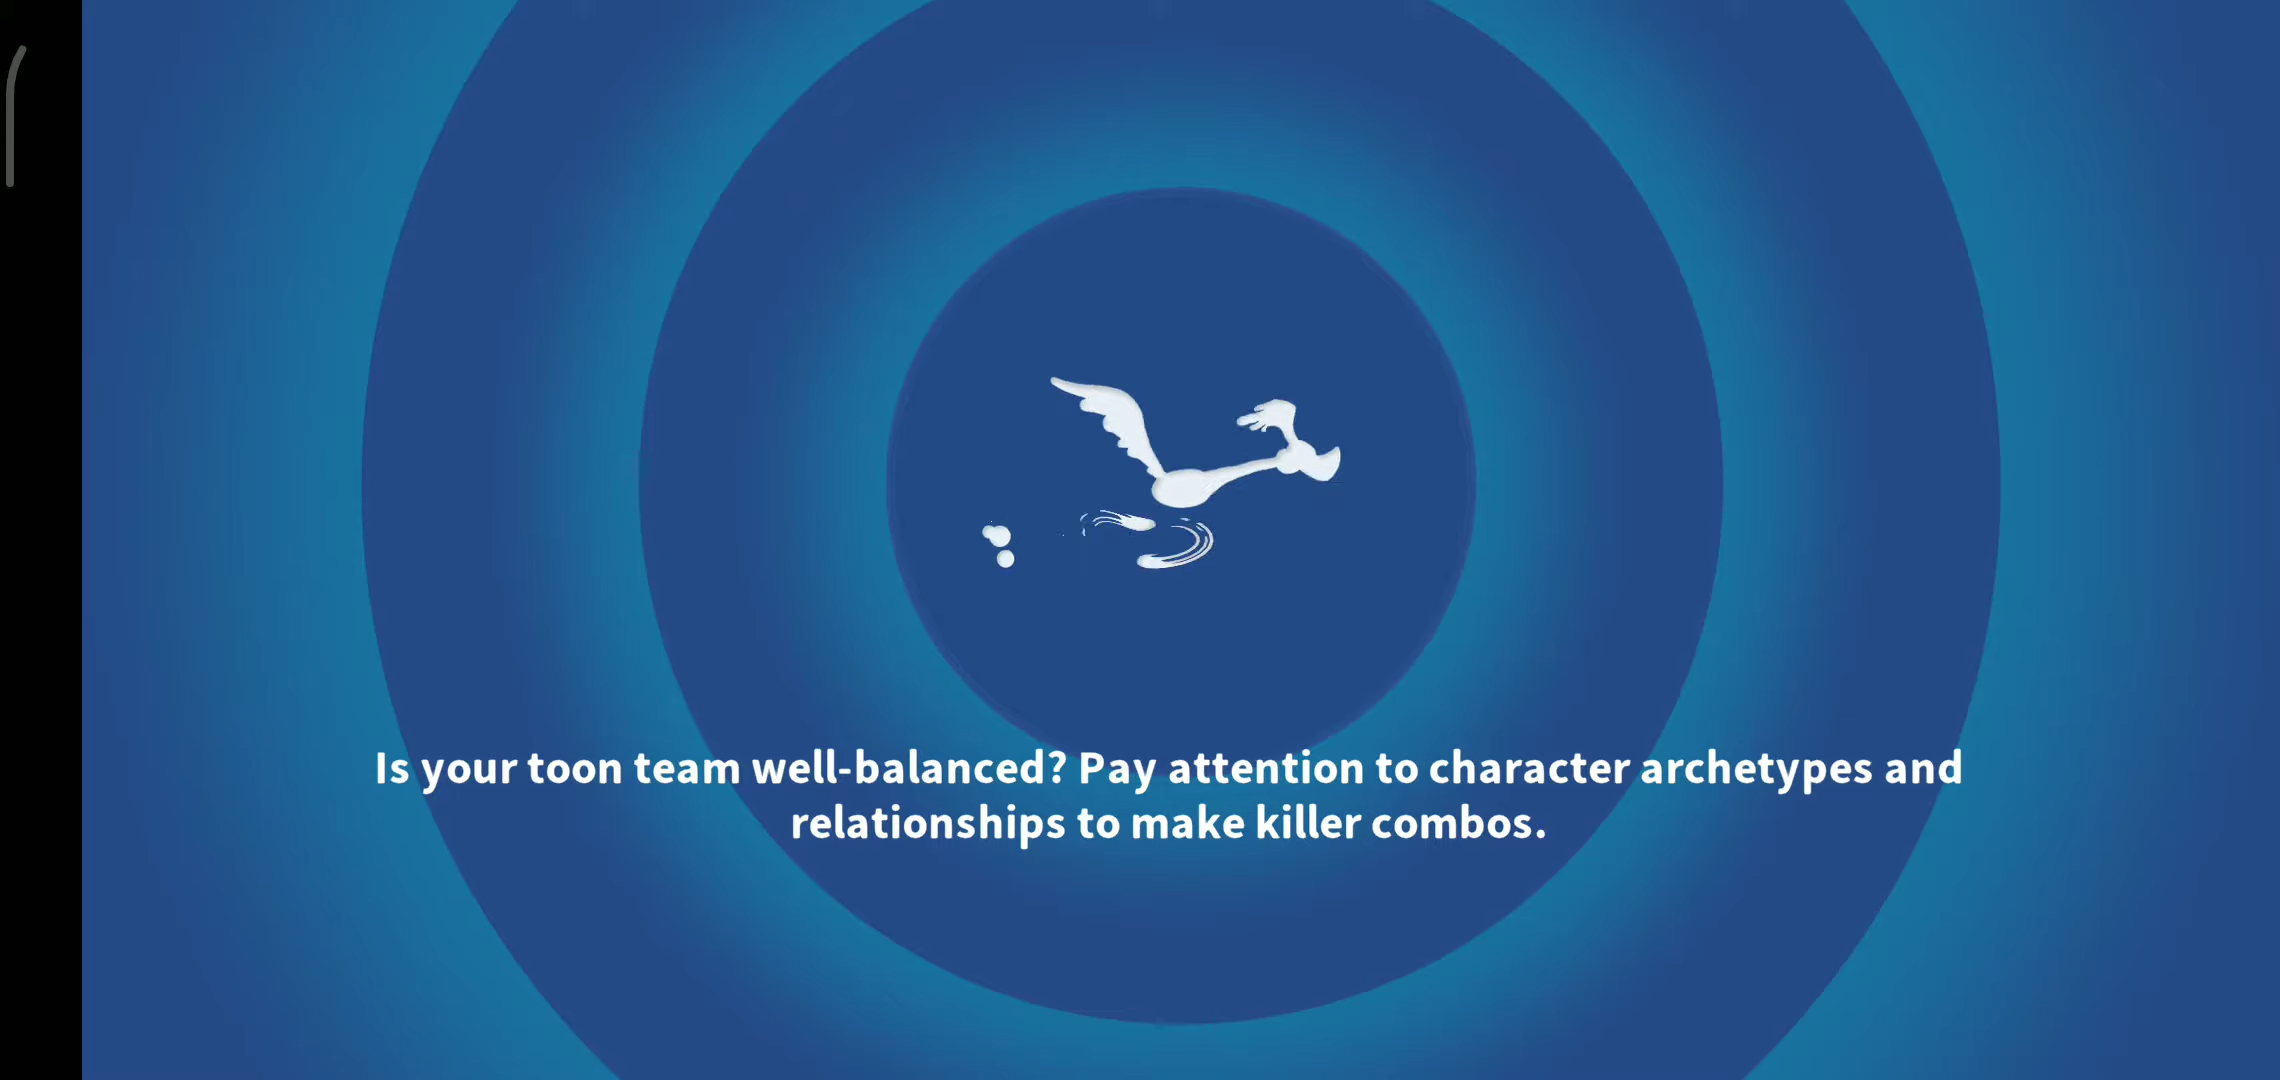 Is your toon team well-balanced? Pay attention to character archetypes and
relationships to make killer combos.